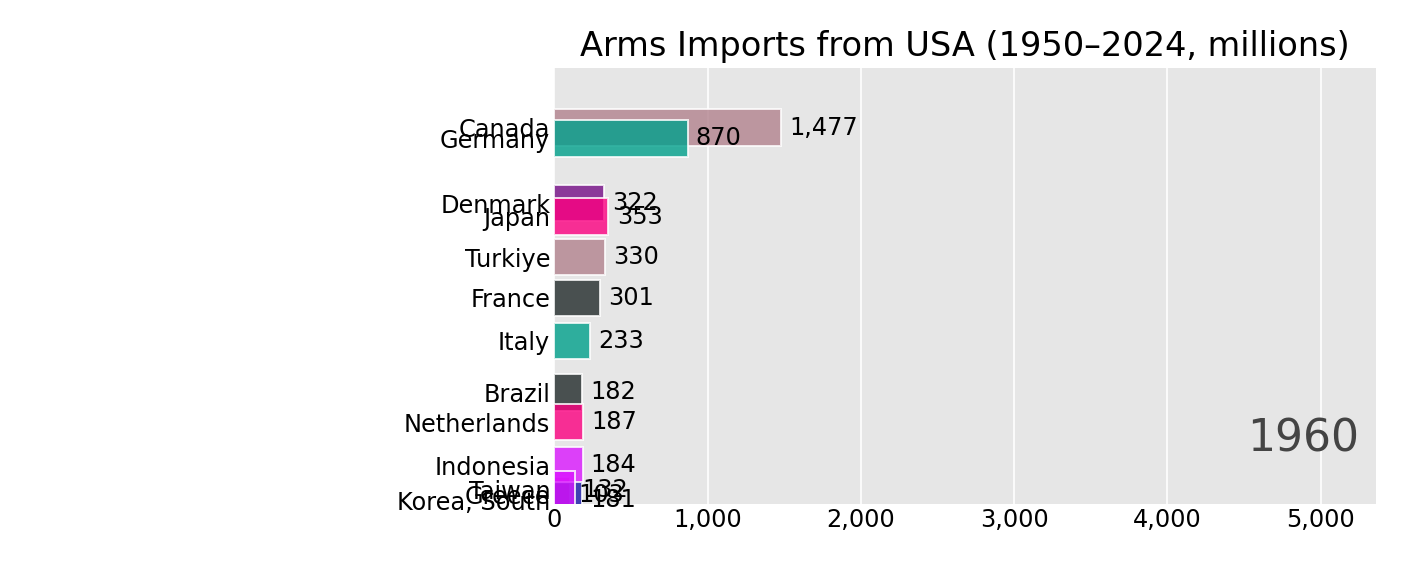 Arms Imports from USA (1950–2024, millions)
Canada 1,477
Germany 870
Denmark 322
Japan 353
Turkiye 330
France 301
Italy 233
Brazil 182
Netherlands 187
1960
Indonesia 184
Taiwan 132
Greece
Korea, South 181
0 1,000 2,000 3,000 4,000 5,000